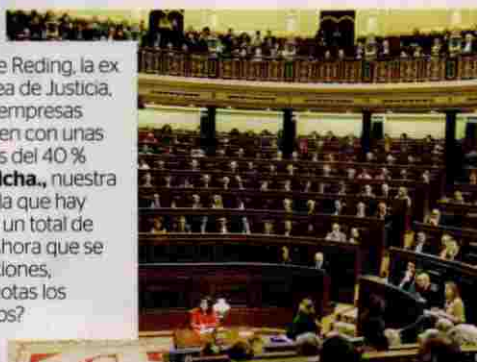 e Reding, la ex
ea de Justicia,
empresas
en con unas
s del 40 %
lcha., nuestra
la que hay
un total de
hora que se
iones,
otas los
os?